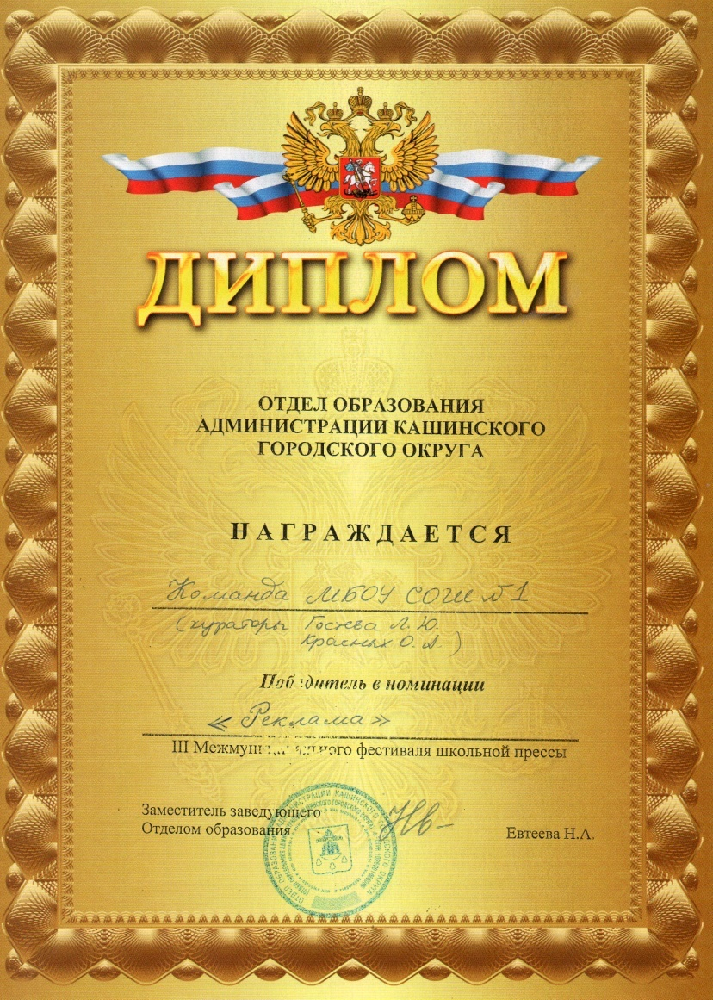 ДИПЛОМ
ОТДЕЛ ОБРАЗОВАНИЯ
АДМИНИСТРАЦИИ КАШИНСКОГО
ГОРОДСКОГО ОКРУГА
НАГРАЖДАЕТСЯ
Команда МБОУ СОШ №1
(кураторы Гостева Л.Ю.
Красных О.А.)
Победитель в номинации
«Реклама»
III Межмуниципального фестиваля школьной прессы
Заместитель заведующего
Отделом образования
Евтеева Н.А.